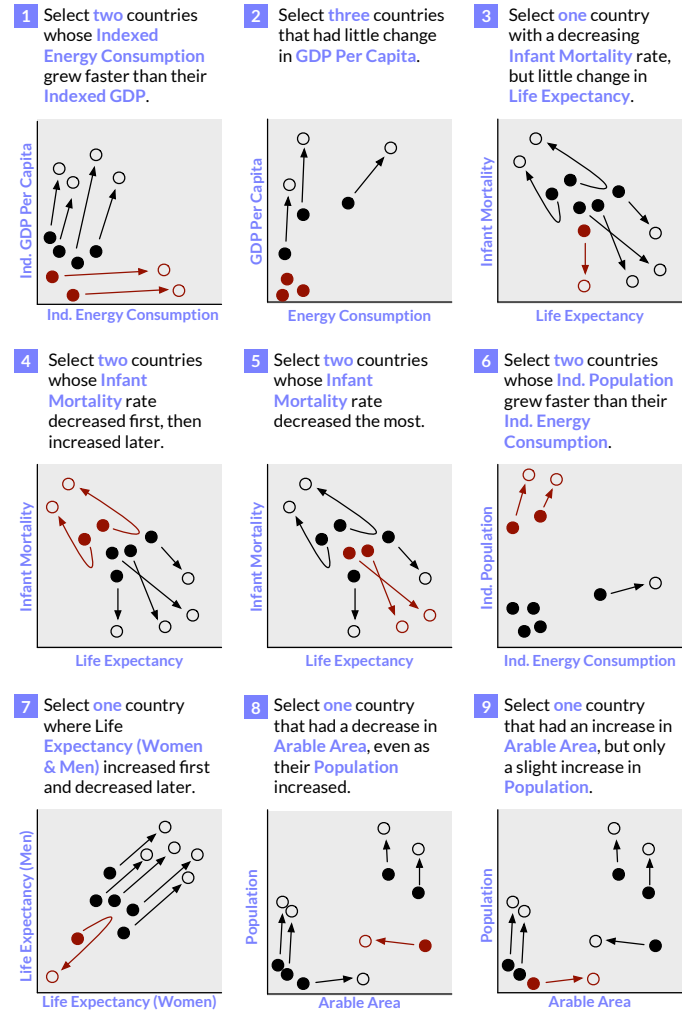 1 Select two countries
whose Indexed
Energy Consumption
grew faster than their
Indexed GDP.
Ind. GDP Per Capita
Ind. Energy Consumption
2 Select three countries
that had little change
in GDP Per Capita.
GDP Per Capita
Energy Consumption
3 Select one country
with a decreasing
Infant Mortality rate,
but little change in
Life Expectancy.
Infant Mortality
Life Expectancy
4 Select two countries
whose Infant
Mortality rate
decreased first, then
increased later.
Infant Mortality
Life Expectancy
5 Select two countries
whose Infant
Mortality rate
decreased the most.
Infant Mortality
Life Expectancy
6 Select two countries
whose Ind. Population
grew faster than their
Ind. Energy
Consumption.
Ind. Population
Ind. Energy Consumption
7 Select one country
where Life
Expectancy (Women
& Men) increased first
and decreased later.
Life Expectancy (Men)
Life Expectancy (Women)
8 Select one country
that had a decrease in
Arable Area, even as
their Population
increased.
Population
Arable Area
9 Select one country
that had an increase in
Arable Area, but only
a slight increase in
Population.
Population
Arable Area